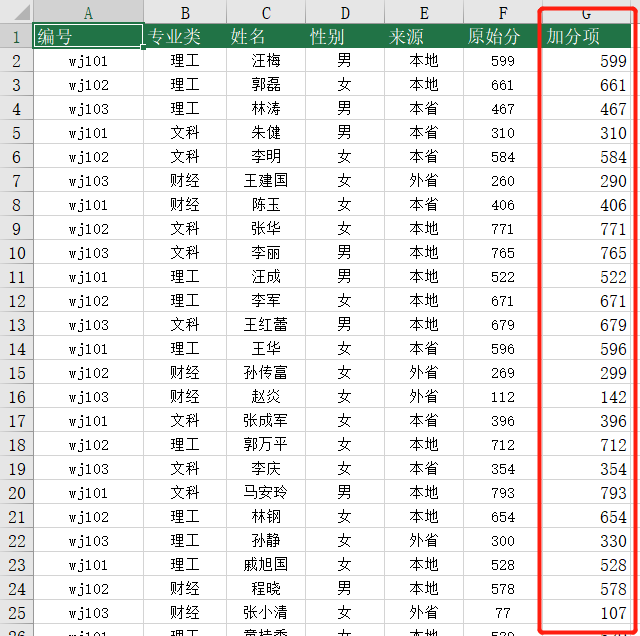 A B C D E F G
1 编号 专业类 姓名 性别 来源 原始分 加分项
2 wj101 理工 汪梅 男 本地 599 599
3 wj102 理工 郭磊 女 本地 661 661
4 wj103 理工 林涛 男 本省 467 467
5 wj101 文科 朱健 男 本省 310 310
6 wj102 文科 李明 女 本省 584 584
7 wj103 财经 王建国 女 外省 260 290
8 wj101 财经 陈玉 女 本省 406 406
9 wj102 文科 张华 女 本地 771 771
10 wj103 文科 李丽 男 本地 765 765
11 wj101 理工 汪成 男 本地 522 522
12 wj102 理工 李军 女 本地 671 671
13 wj103 文科 王红蕾 男 本地 679 679
14 wj101 理工 王华 女 本省 596 596
15 wj102 财经 孙传富 女 外省 269 299
16 wj103 财经 赵炎 女 外省 112 142
17 wj101 文科 张成军 女 本省 396 396
18 wj102 理工 郭万平 女 本地 712 712
19 wj103 文科 李庆 女 本省 354 354
20 wj101 文科 马安玲 男 本地 793 793
21 wj102 理工 林钢 女 本地 654 654
22 wj103 理工 孙静 女 外省 300 330
23 wj101 理工 戚旭国 女 本地 528 528
24 wj102 财经 程晓 男 本地 578 578
25 wj103 财经 张小清 女 外省 77 107